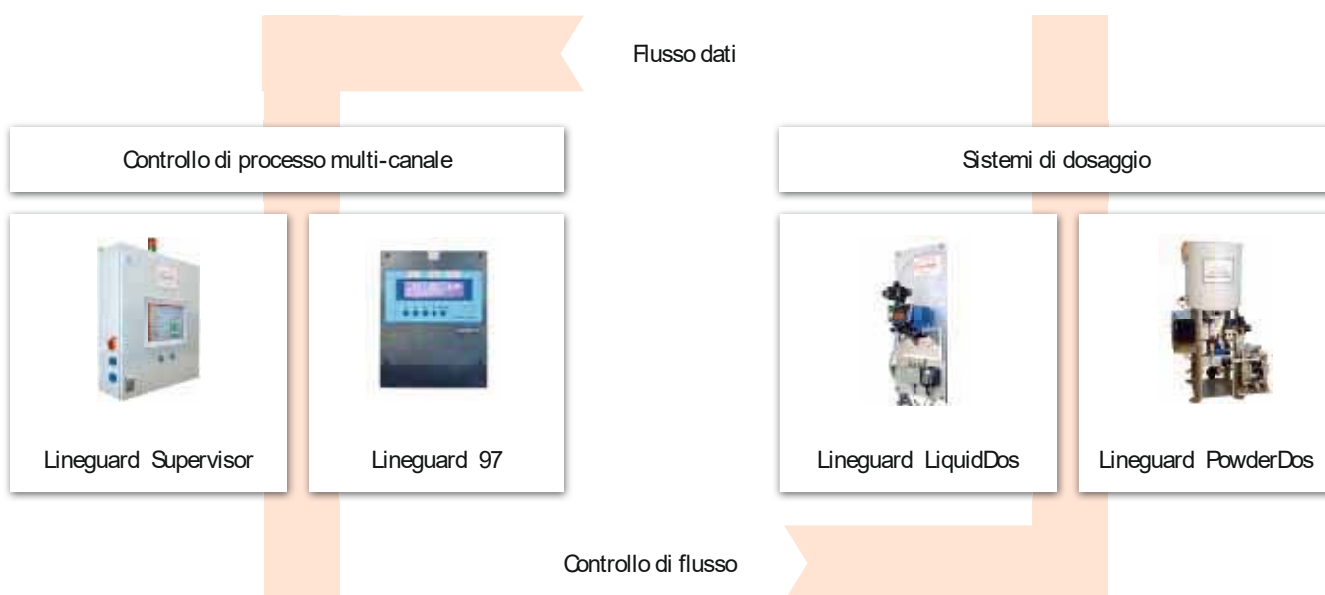 Flusso dati
Controllo di processo multi-canale
Sistemi di dosaggio
Lineguard Supervisor
Lineguard 97
Lineguard LiquidDos
Lineguard PowderDos
Controllo di flusso